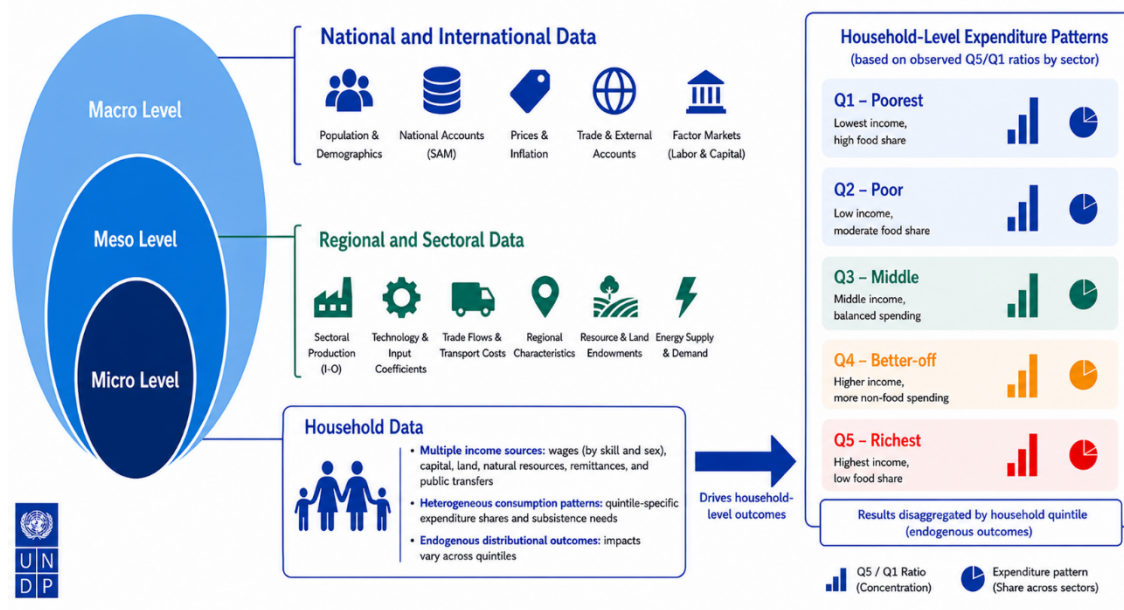 Macro Level
Meso Level
Micro Level
National and International Data
Population &
Demographics
National Accounts
(SAM)
Prices &
Inflation
Trade & External
Accounts
Factor Markets
(Labor & Capital)
Regional and Sectoral Data
Sectoral
Production
(I-O)
Technology &
Input
Coefficients
Trade Flows &
Transport Costs
Regional
Characteristics
Resource & Land
Endowments
Energy Supply
& Demand
Household Data
• Multiple income sources: wages (by skill and sex),
capital, land, natural resources, remittances, and
public transfers
• Heterogeneous consumption patterns: quintile-specific
expenditure shares and subsistence needs
• Endogenous distributional outcomes: impacts
vary across quintiles
Drives household-
level outcomes
Household-Level Expenditure Patterns
(based on observed Q5/Q1 ratios by sector)
Q1 – Poorest
Lowest income,
high food share
Q2 – Poor
Low income,
moderate food share
Q3 – Middle
Middle income,
balanced spending
Q4 – Better-off
Higher income,
more non-food spending
Q5 – Richest
Highest income,
low food share
Results disaggregated by household quintile
(endogenous outcomes)
Q5 / Q1 Ratio
(Concentration)
Expenditure pattern
(Share across sectors)
U N
D P